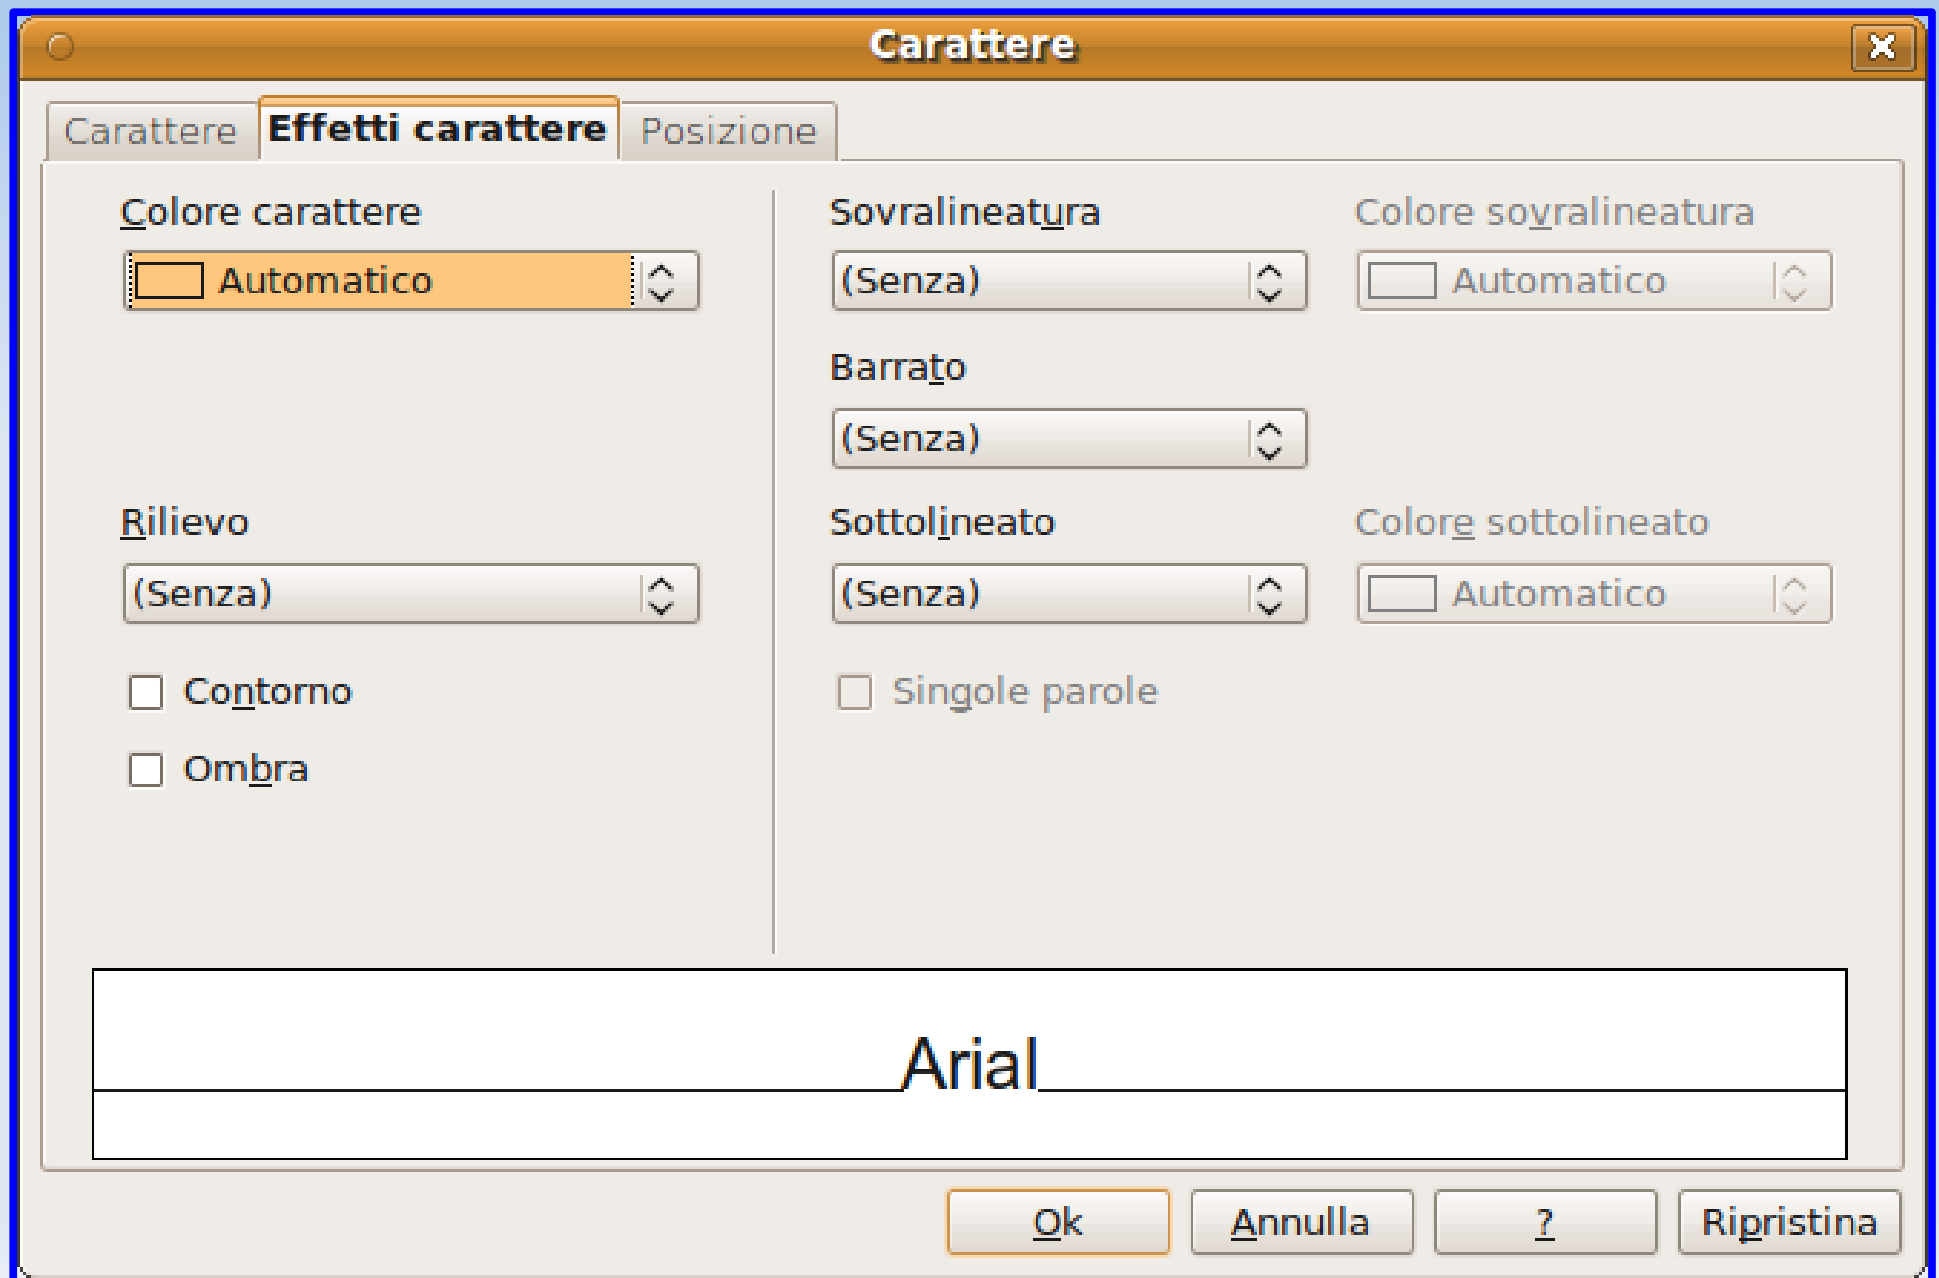 Carattere
Carattere Effetti carattere Posizione
Colore carattere Sovralineatura Colore sovralineatura
Automatico (Senza) Automatico
Barrato
(Senza)
Rilievo Sottolineato Colore sottolineato
(Senza) (Senza) Automatico
Contorno Singole parole
Ombra
Arial
Ok Annulla ? Ripristina